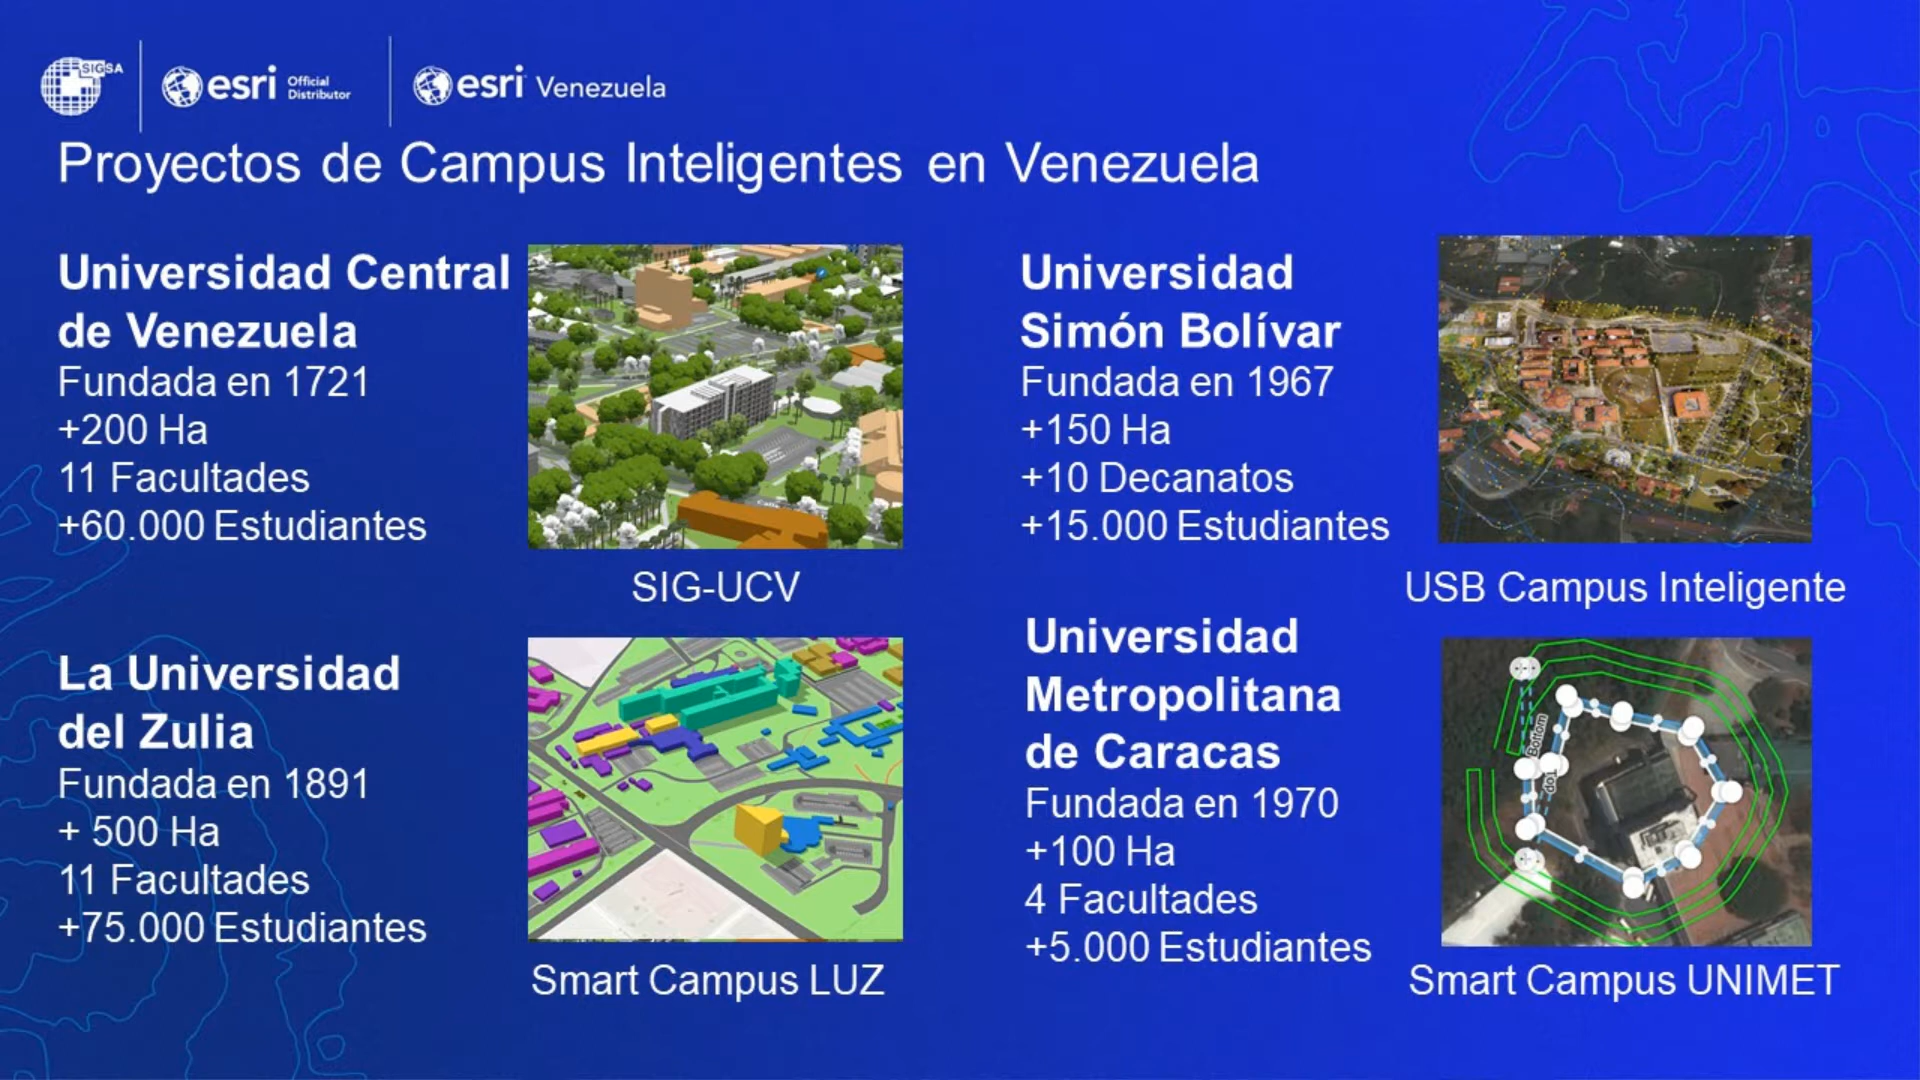 SIGSA
esri Official Distributor
esri Venezuela
Proyectos de Campus Inteligentes en Venezuela
Universidad Central
de Venezuela
Fundada en 1721
+200 Ha
11 Facultades
+60.000 Estudiantes
SIG-UCV
Universidad
Simón Bolívar
Fundada en 1967
+150 Ha
+10 Decanatos
+15.000 Estudiantes
USB Campus Inteligente
La Universidad
del Zulia
Fundada en 1891
+ 500 Ha
11 Facultades
+75.000 Estudiantes
Smart Campus LUZ
Universidad
Metropolitana
de Caracas
Fundada en 1970
+100 Ha
4 Facultades
+5.000 Estudiantes
Bottom
Top
Smart Campus UNIMET